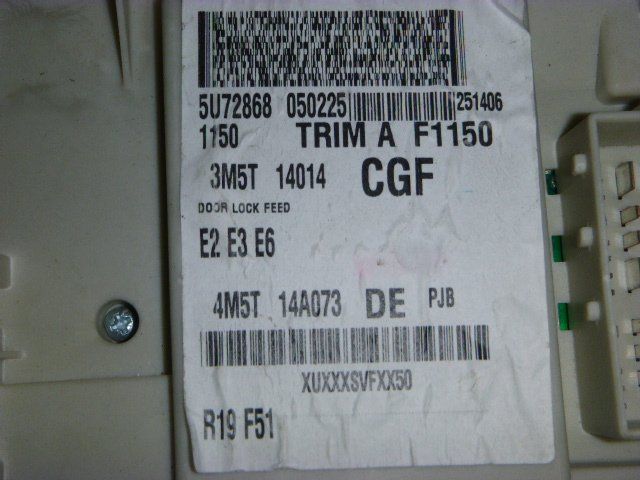 5U72868 050225 251406
1150 TRIM A F1150
3M5T 14014 CGF
DOOR LOCK FEED
E2 E3 E6
4M5T 14A073 DE PJB
XUXXXSVFXX50
R19 F51